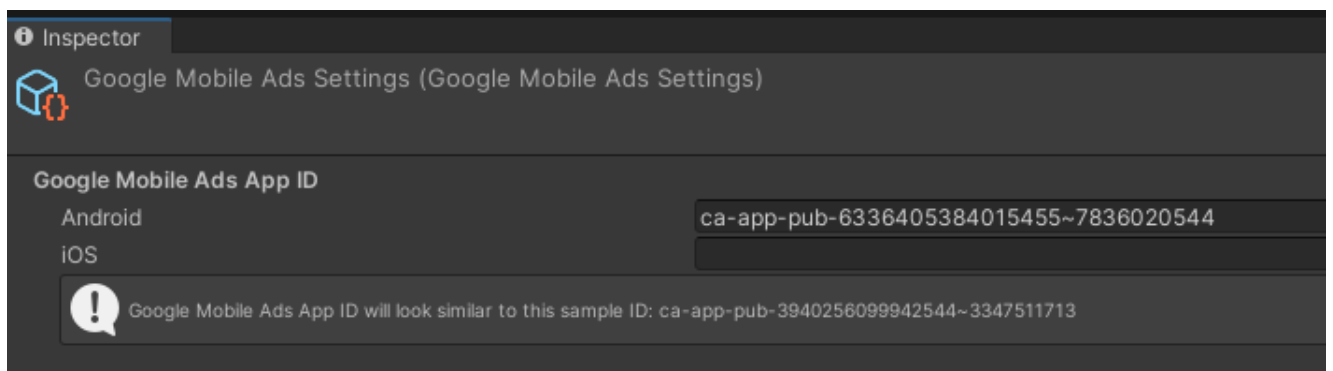 Inspector
Google Mobile Ads Settings (Google Mobile Ads Settings)
Google Mobile Ads App ID
Android ca-app-pub-6336405384015455~7836020544
iOS
Google Mobile Ads App ID will look similar to this sample ID: ca-app-pub-3940256099942544~3347511713